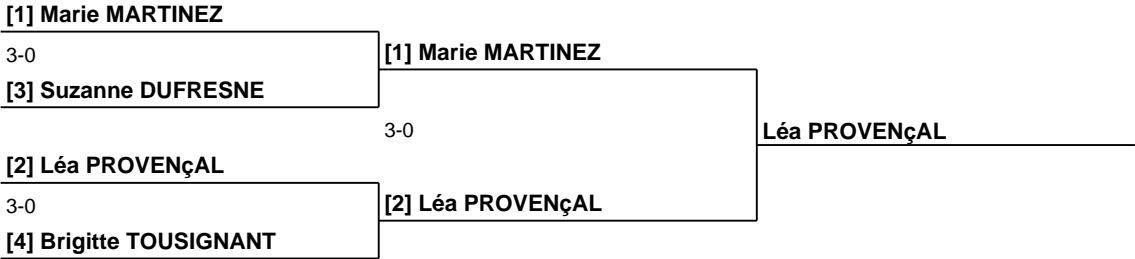 [1] Marie MARTINEZ
3-0
[3] Suzanne DUFRESNE
[1] Marie MARTINEZ
3-0
[2] Léa PROVENçAL
3-0
[4] Brigitte TOUSIGNANT
[2] Léa PROVENçAL
Léa PROVENçAL